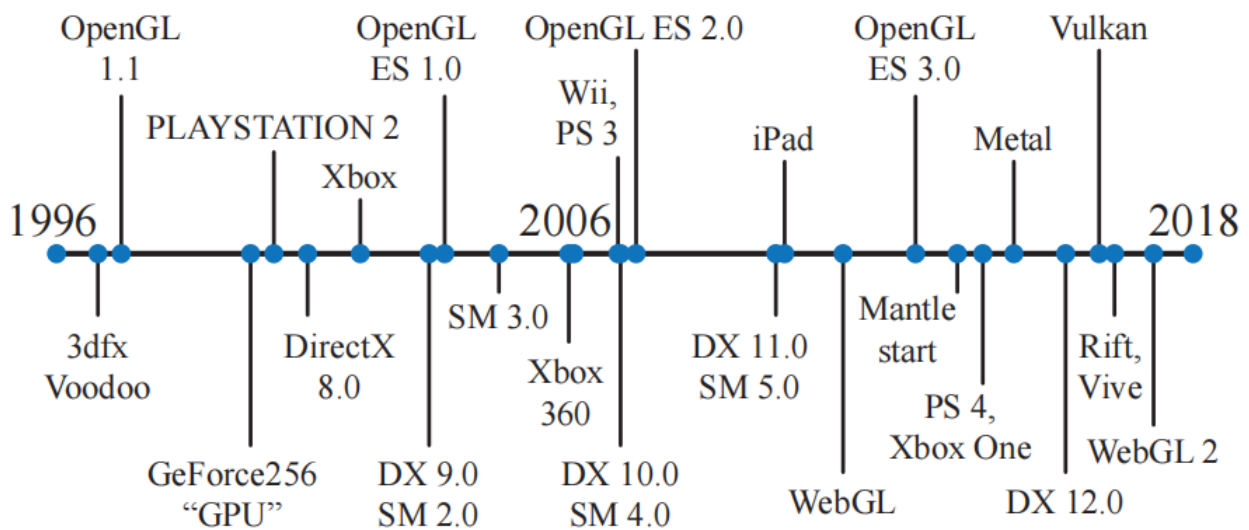 OpenGL
1.1
OpenGL
ES 1.0
OpenGL ES 2.0
OpenGL
ES 3.0
Vulkan
PLAYSTATION 2
Xbox
Wii,
PS 3
iPad
Metal
1996
2006
2018
3dfx
Voodoo
DirectX
8.0
SM 3.0
Xbox
360
DX 11.0
SM 5.0
Mantle
start
Rift,
Vive
PS 4,
Xbox One
WebGL 2
GeForce256
“GPU”
DX 9.0
SM 2.0
DX 10.0
SM 4.0
WebGL
DX 12.0